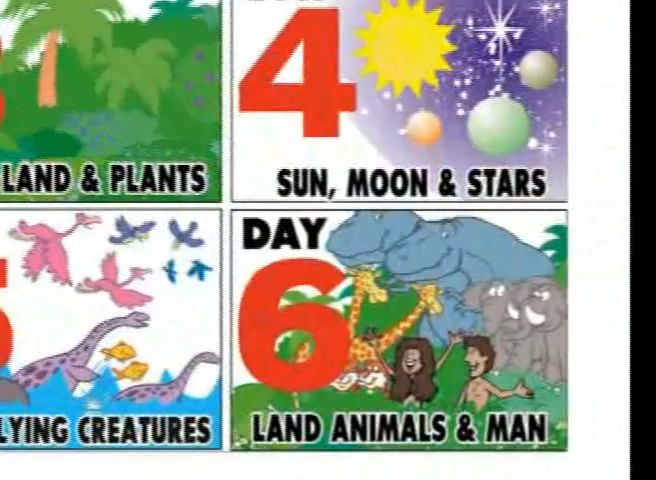 4
LAND & PLANTS
SUN, MOON & STARS
DAY
6
LYING CREATURES
LAND ANIMALS & MAN